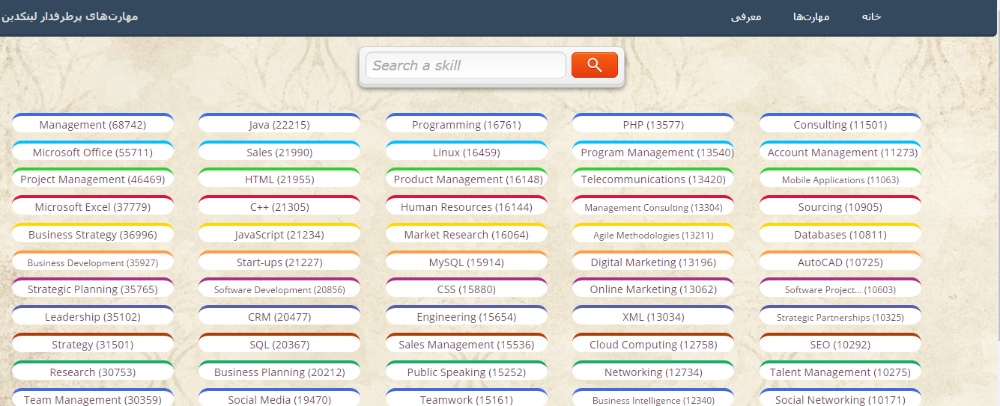 خانه مهارت‌ها معرفی مهارت‌های پرطرفدار لینکدین
Search a skill
Management (68742) Java (22215) Programming (16761) PHP (13577) Consulting (11501)
Microsoft Office (55711) Sales (21990) Linux (16459) Program Management (13540) Account Management (11273)
Project Management (46469) HTML (21955) Product Management (16148) Telecommunications (13420) Mobile Applications (11063)
Microsoft Excel (37779) C++ (21305) Human Resources (16144) Management Consulting (13304) Sourcing (10905)
Business Strategy (36996) JavaScript (21234) Market Research (16064) Agile Methodologies (13211) Databases (10811)
Business Development (35927) Start-ups (21227) MySQL (15914) Digital Marketing (13196) AutoCAD (10725)
Strategic Planning (35765) Software Development (20856) CSS (15880) Online Marketing (13062) Software Project... (10603)
Leadership (35102) CRM (20477) Engineering (15654) XML (13034) Strategic Partnerships (10325)
Strategy (31501) SQL (20367) Sales Management (15536) Cloud Computing (12758) SEO (10292)
Research (30753) Business Planning (20212) Public Speaking (15252) Networking (12734) Talent Management (10275)
Team Management (30359) Social Media (19470) Teamwork (15161) Business Intelligence (12340) Social Networking (10171)